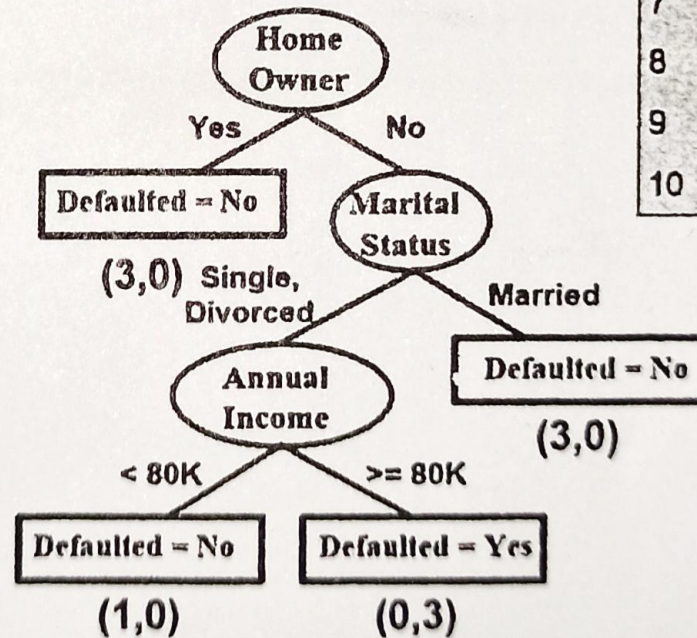 7
8
9
10
Home
Owner
Yes
No
Defaulted = No
(3,0)
Marital
Status
Single,
Divorced
Married
Annual
Income
Defaulted = No
(3,0)
< 80K
>= 80K
Defaulted = No
Defaulted = Yes
(1,0)
(0,3)